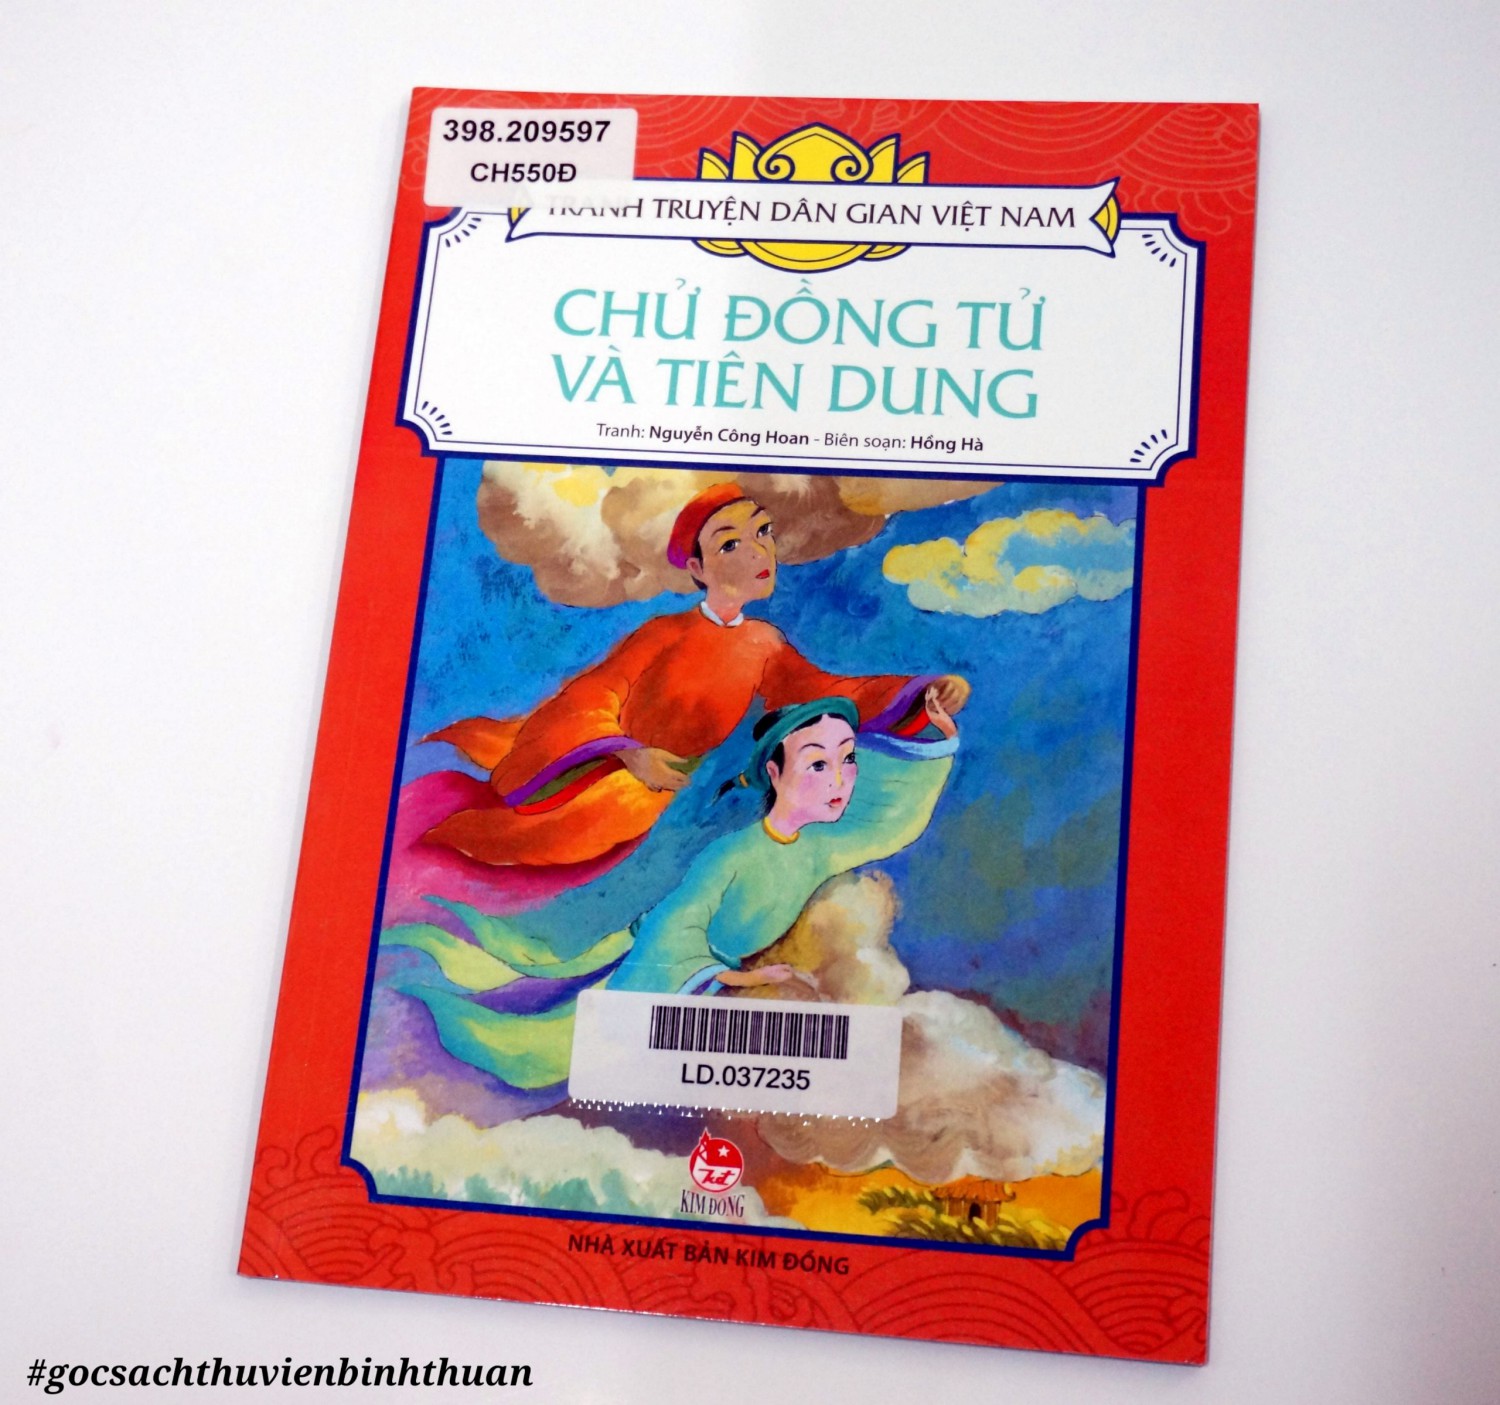 398.209597
CH550Đ
TRANH TRUYỆN DÂN GIAN VIỆT NAM
CHỬ ĐỒNG TỬ
VÀ TIÊN DUNG
Tranh: Nguyễn Công Hoan - Biên soạn: Hồng Hà
LD.037235
KIM ĐỒNG
NHÀ XUẤT BẢN KIM ĐỒNG
#gocsachthuvienbinhthuan